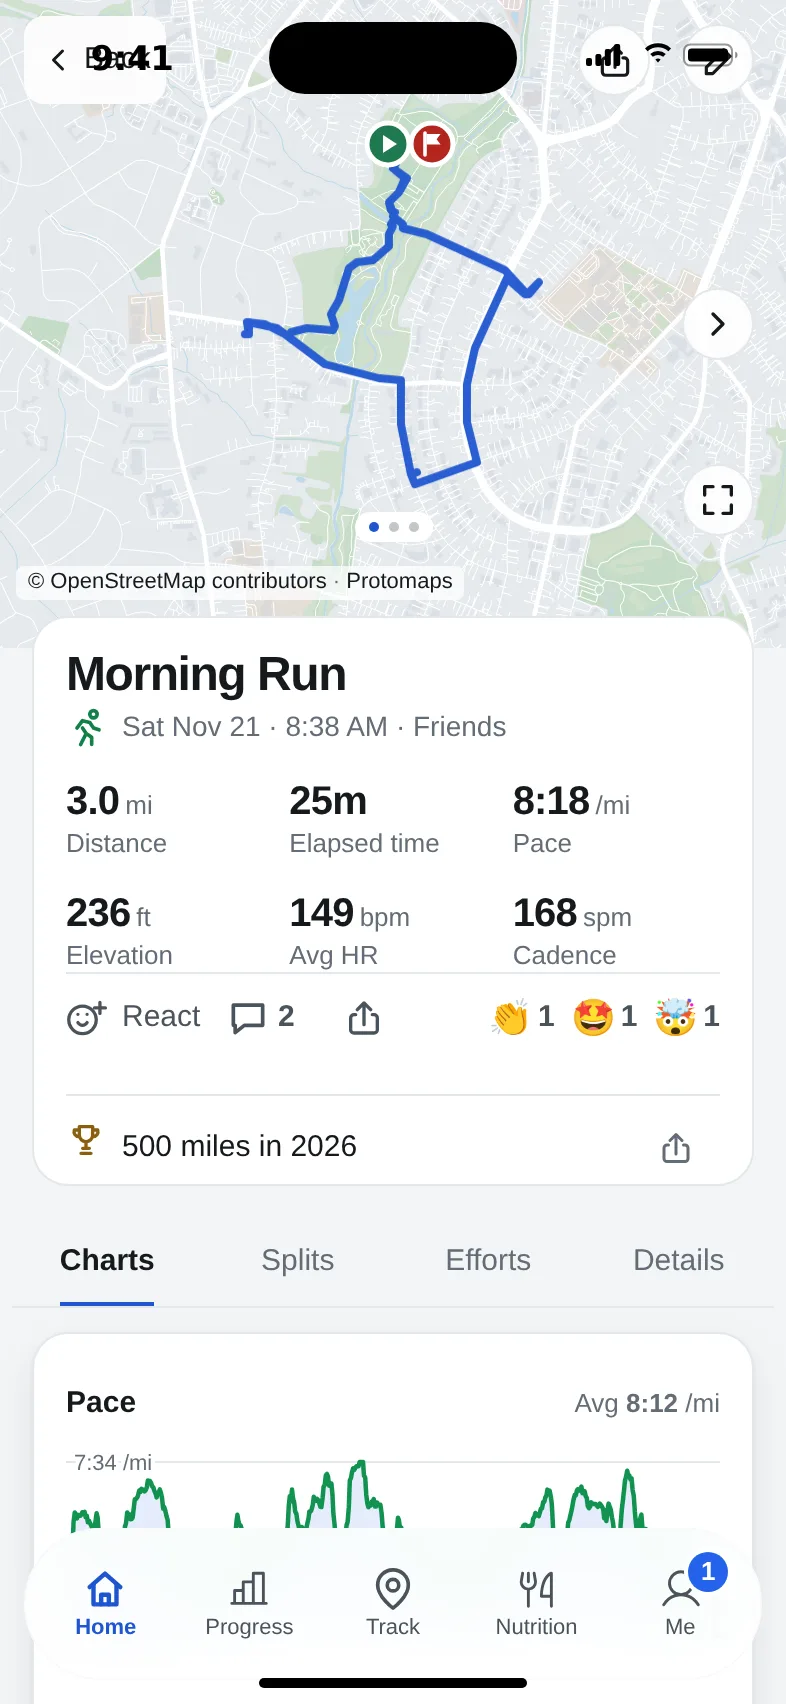 9:41
© OpenStreetMap contributors · Protomaps
Morning Run
Sat Nov 21 · 8:38 AM · Friends
3.0 mi 25m 8:18 /mi
Distance Elapsed time Pace
236 ft 149 bpm 168 spm
Elevation Avg HR Cadence
React 2 1 1 1
500 miles in 2026
Charts Splits Efforts Details
Pace Avg 8:12 /mi
7:34 /mi
1
Home Progress Track Nutrition Me